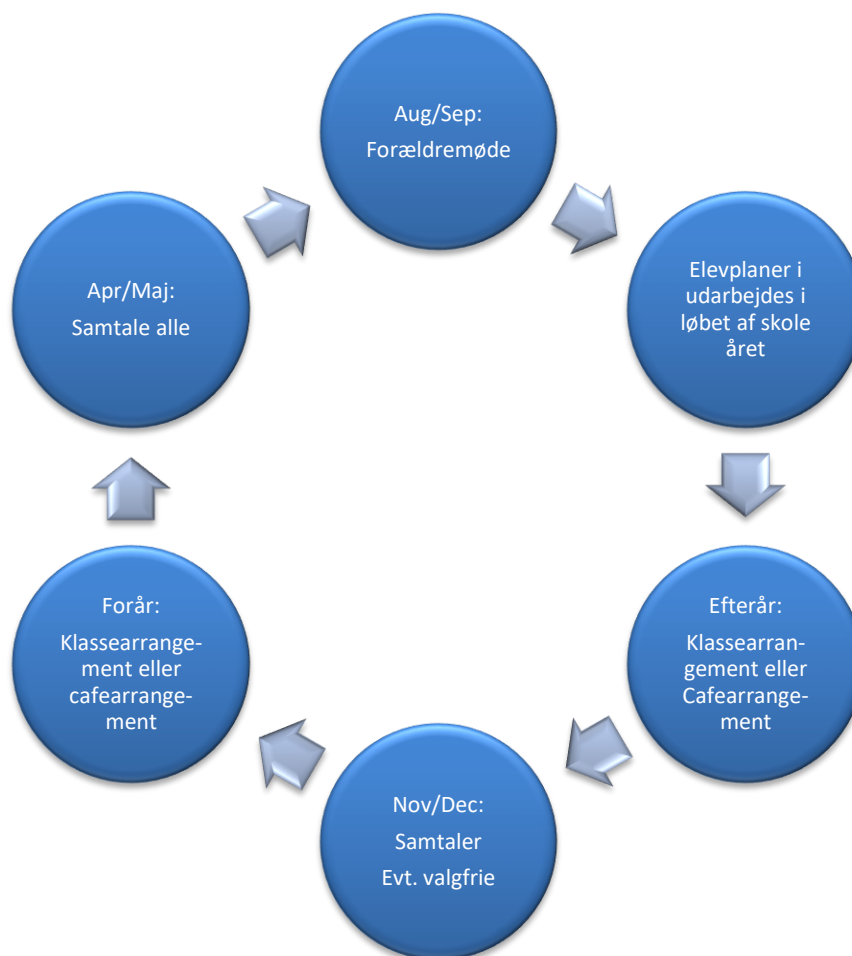 Aug/Sep:
Forældremøde
Elevplaner i
udarbejdes i
løbet af skole
året
Efterår:
Klassearran-
gement eller
Cafearrange-
ment
Nov/Dec:
Samtaler
Evt. valgfrie
Forår:
Klassearrange-
ment eller
cafearrange-
ment
Apr/Maj:
Samtale alle